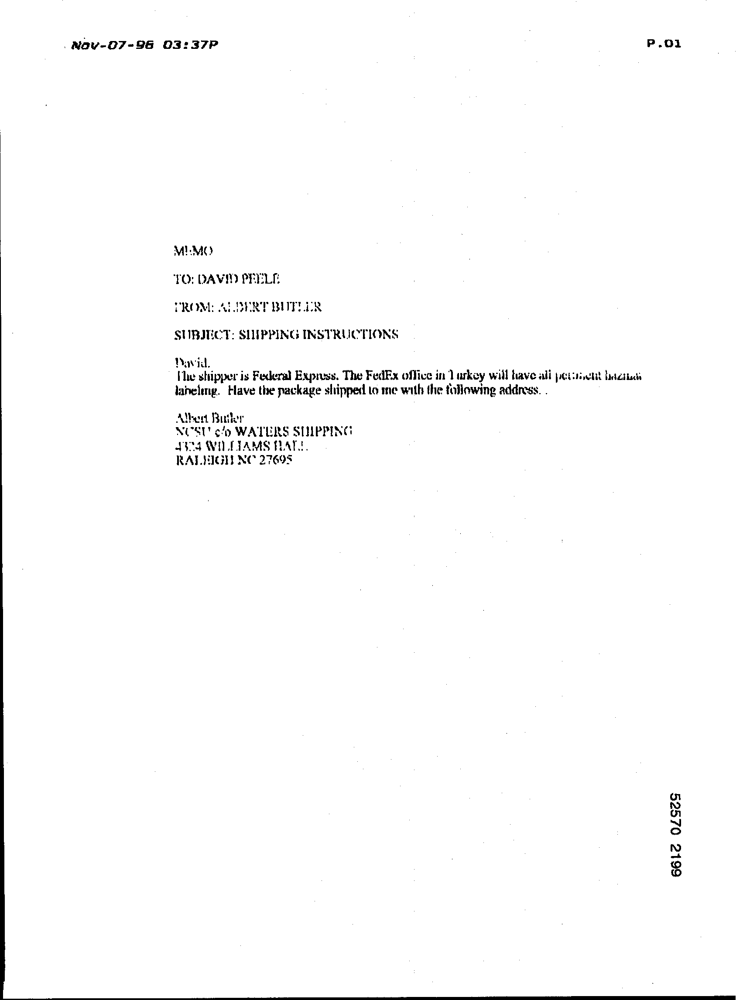 Nov-07-96 03:37P P.01
MEMO
TO: DAVID PEELE
FROM: ALBERT BUTLER
SUBJECT: SHIPPING INSTRUCTIONS
David,
The shipper is Federal Express. The FedEx office in Turkey will have all pertinent hazmat
labeling. Have the package shipped to me with the following address. .
Albert Butler
NCSU c/o WATERS SHIPPING
4324 WILLIAMS HALL
RALEIGH NC 27695
52570 2199